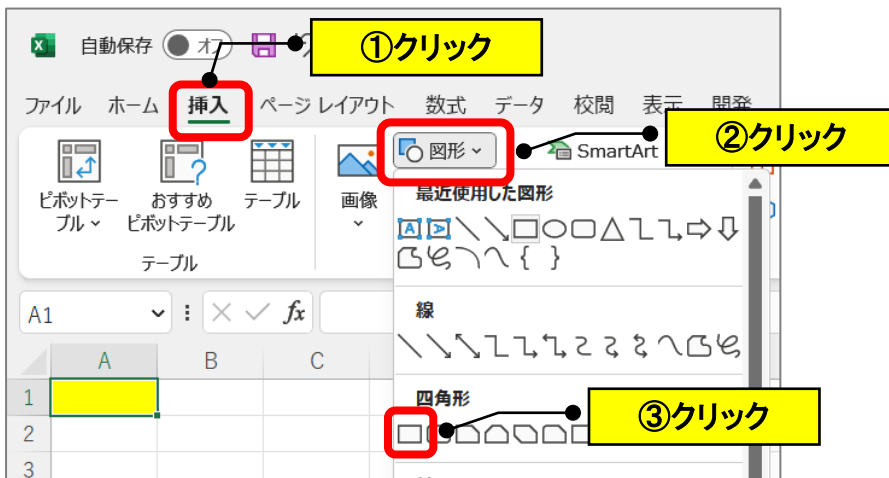 自動保存 オフ
①クリック
ファイル ホーム 挿入 ページ レイアウト 数式 データ 校閲 表示 開発
②クリック
図形
SmartArt
ピボットテー
ブル
おすすめ
ピボットテーブル
テーブル
画像
テーブル
最近使用した図形
A A
{ }
線
A1
fx
A B C
四角形
③クリック
1
2
3